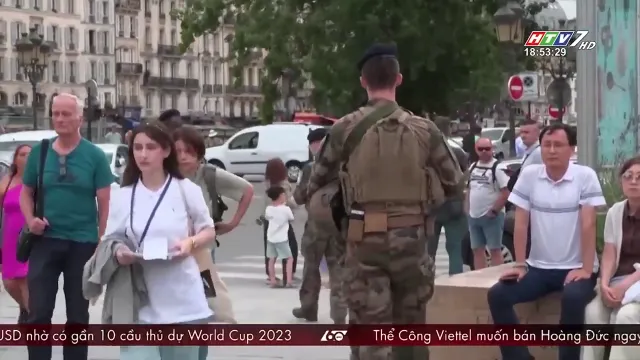 HTV7 HD
18:53:29
USD nhờ có gần 10 cầu thủ dự World Cup 2023
Thể Công Viettel muốn bán Hoàng Đức ngay